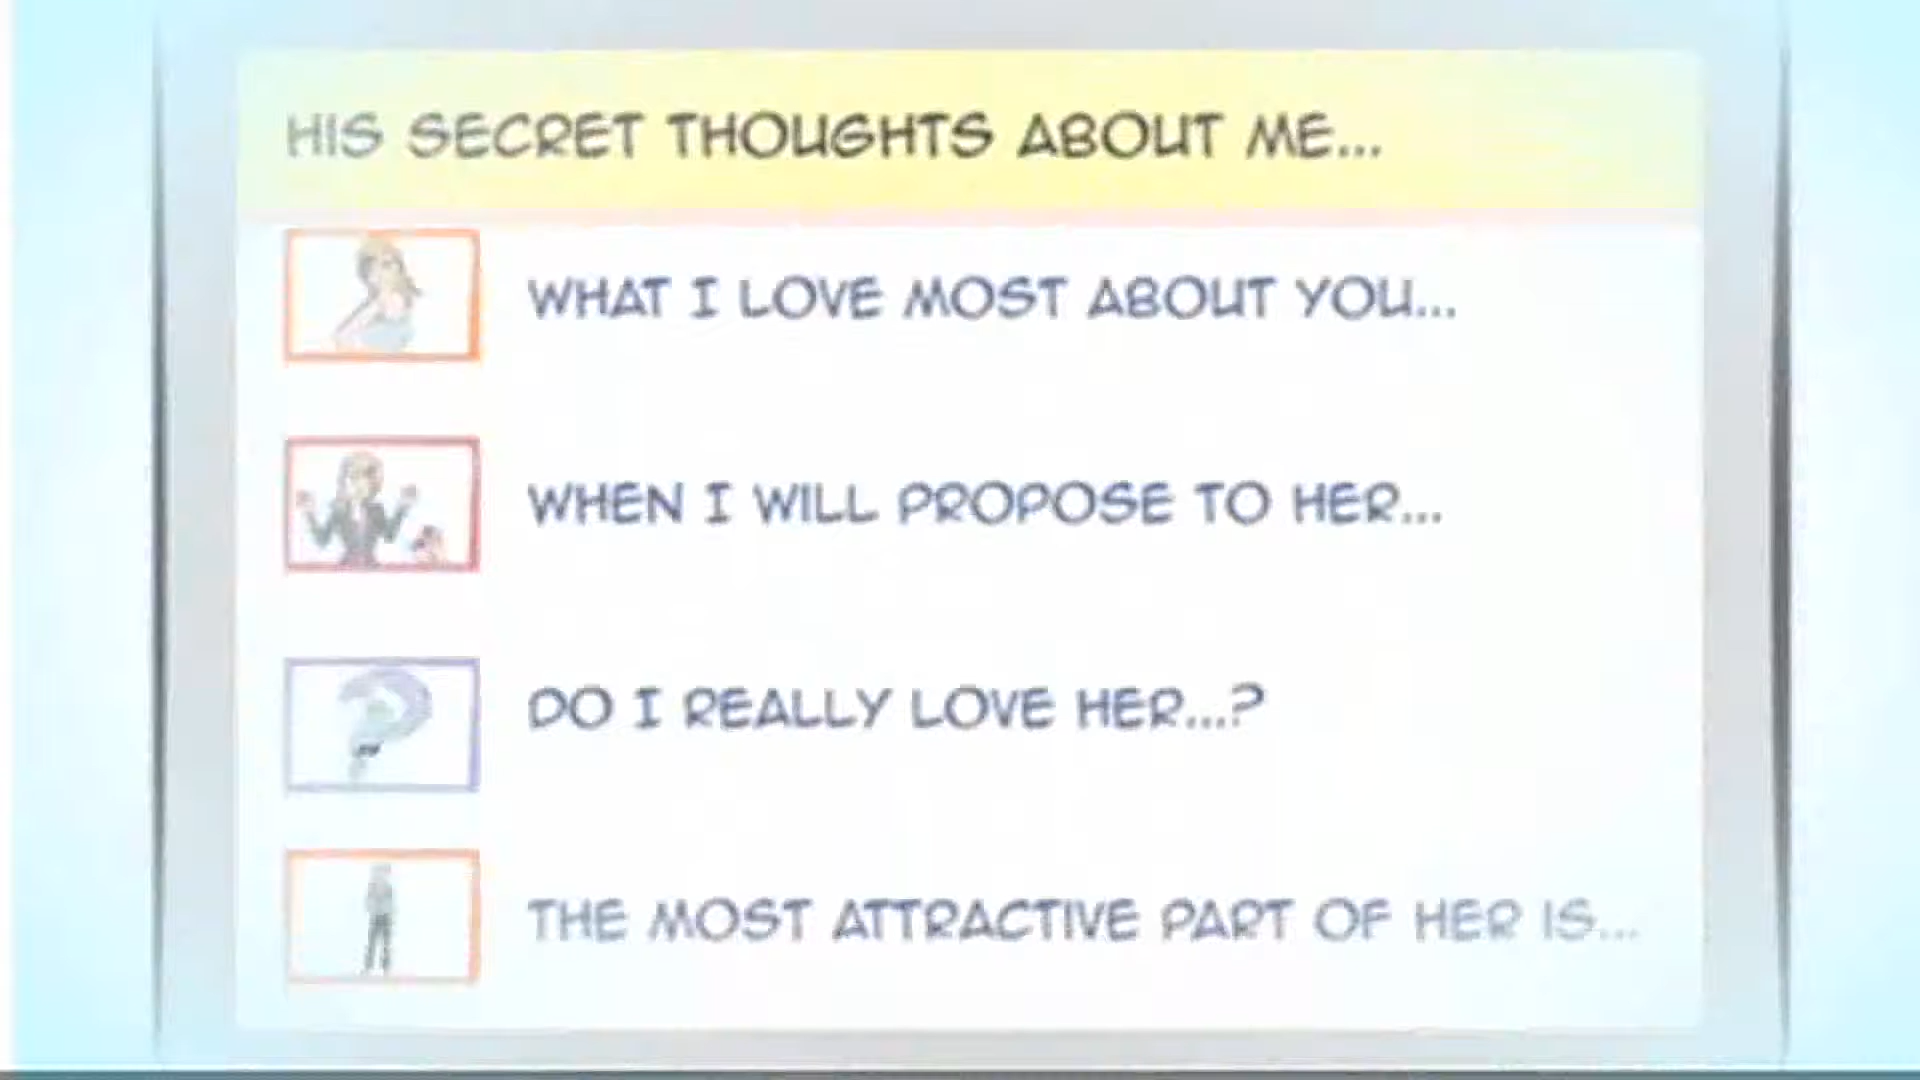 HIS SECRET THOUGHTS ABOUT ME...
WHAT I LOVE MOST ABOUT YOU...
WHEN I WILL PROPOSE TO HER...
DO I REALLY LOVE HER...?
THE MOST ATTRACTIVE PART OF HER IS...